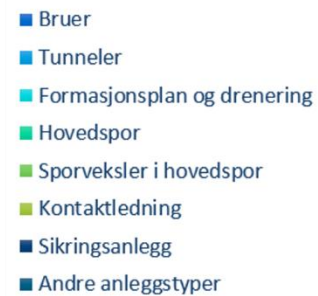 Bruer
Tunneler
Formasjonsplan og drenering
Hovedspor
Sporveksler i hovedspor
Kontaktledning
Sikringsanlegg
Andre anleggstyper